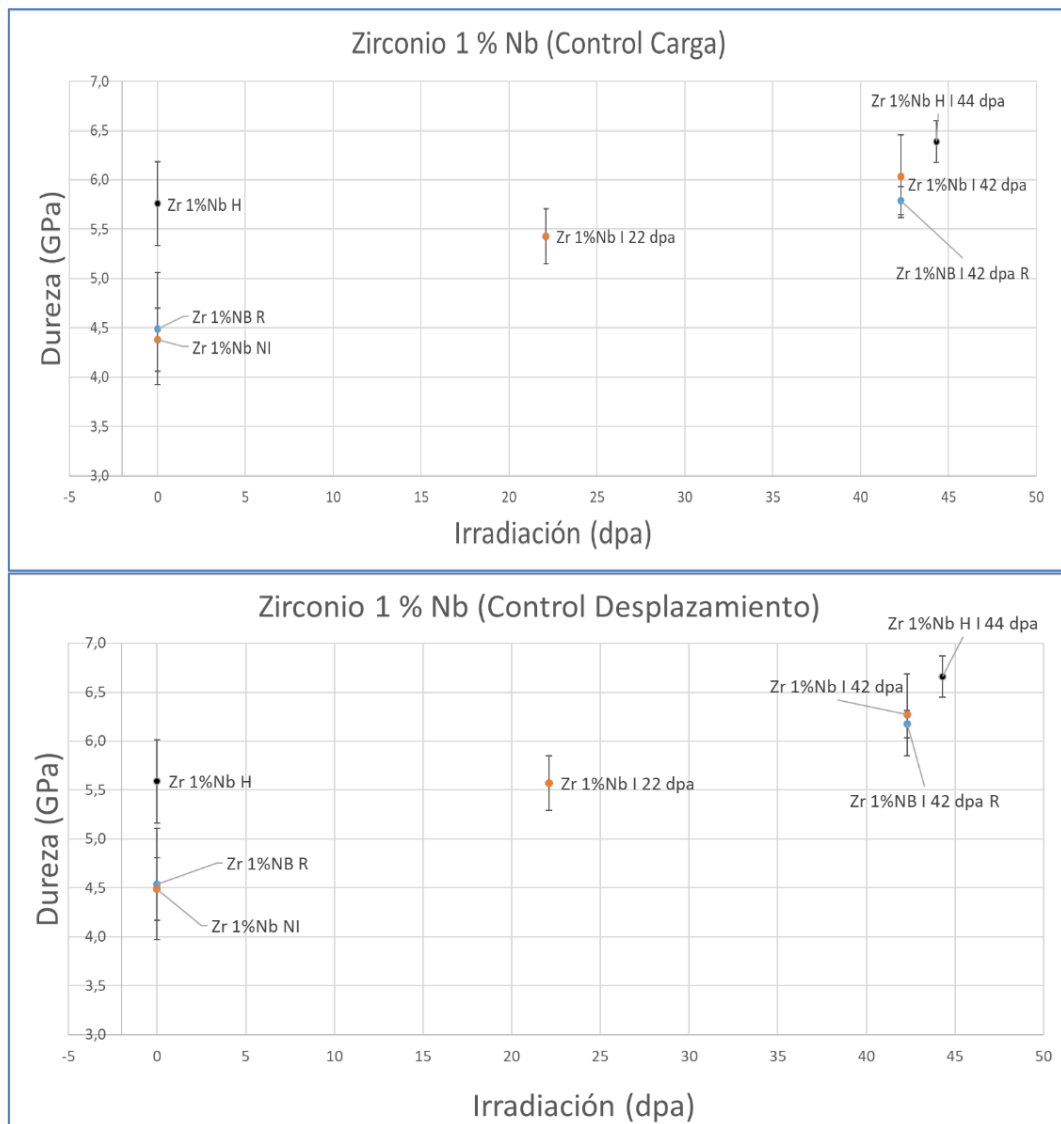 Zirconio 1 % Nb (Control Carga)
Dureza (GPa)
7,0
6,5
6,0
5,5
5,0
4,5
4,0
3,5
3,0
Zr 1%Nb H I 44 dpa
Zr 1%Nb I 42 dpa
Zr 1%Nb H
Zr 1%Nb I 22 dpa
Zr 1%NB I 42 dpa R
Zr 1%NB R
Zr 1%Nb NI
-5 0 5 10 15 20 25 30 35 40 45 50
Irradiación (dpa)
Zirconio 1 % Nb (Control Desplazamiento)
Dureza (GPa)
7,0
6,5
6,0
5,5
5,0
4,5
4,0
3,5
3,0
Zr 1%Nb H I 44 dpa
Zr 1%Nb I 42 dpa
Zr 1%Nb H
Zr 1%Nb I 22 dpa
Zr 1%NB I 42 dpa R
Zr 1%NB R
Zr 1%Nb NI
-5 0 5 10 15 20 25 30 35 40 45 50
Irradiación (dpa)